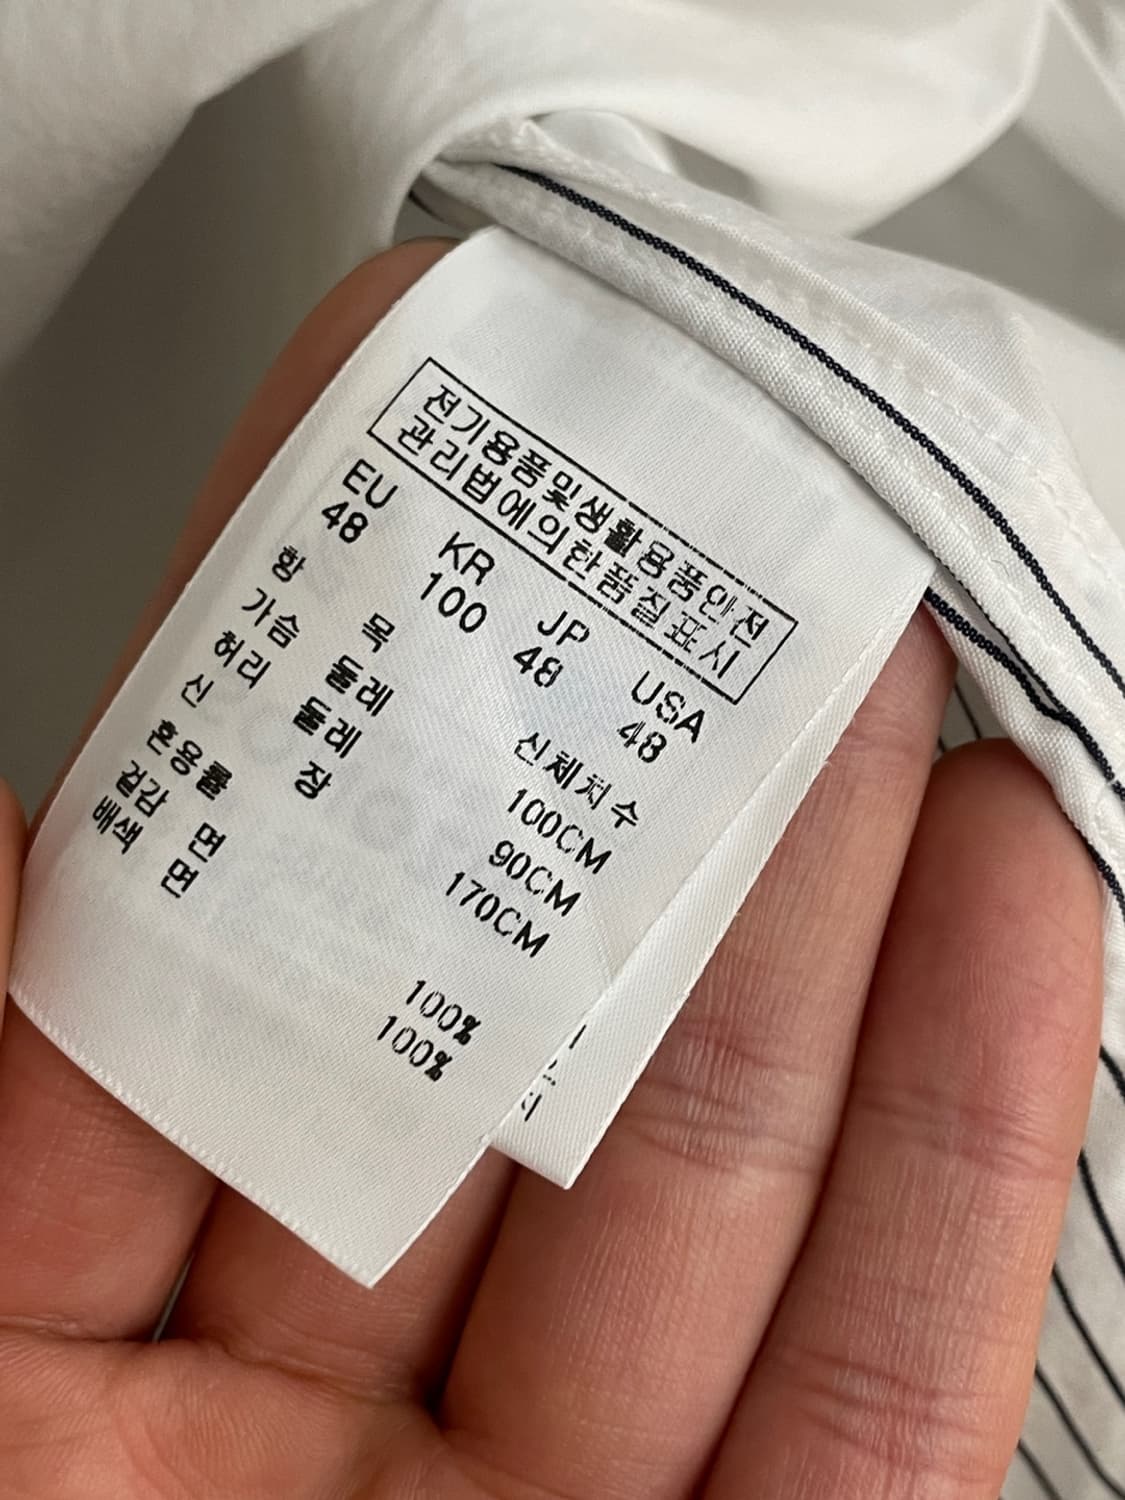 전기용품및생활용품안전
관리법에의한품질표시
EU KR JP USA
48 100 48 48
항 목 신체치수
가슴 둘레 100CM
허리 둘레 90CM
신 장 170CM
혼용률
겉감 면 100%
배색 면 100%